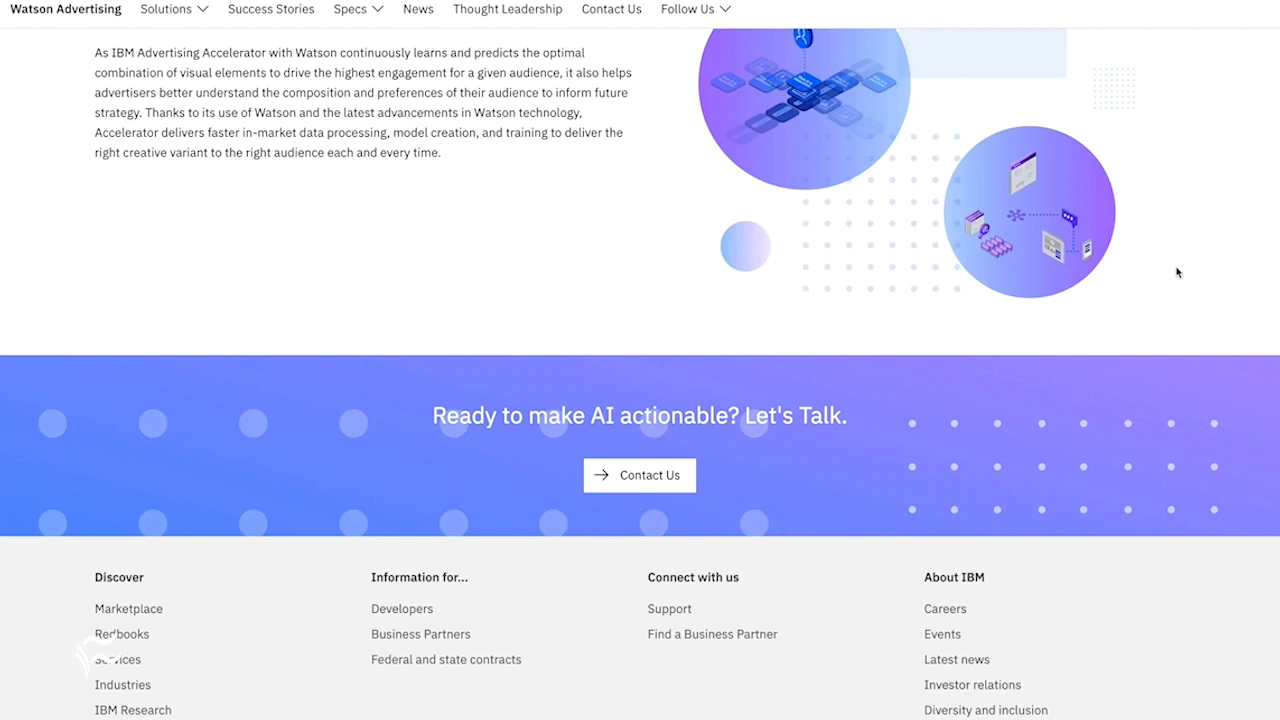 Watson Advertising Solutions Success Stories Specs News Thought Leadership Contact Us Follow Us
As IBM Advertising Accelerator with Watson continuously learns and predicts the optimal
combination of visual elements to drive the highest engagement for a given audience, it also helps
advertisers better understand the composition and preferences of their audience to inform future
strategy. Thanks to its use of Watson and the latest advancements in Watson technology,
Accelerator delivers faster in-market data processing, model creation, and training to deliver the
right creative variant to the right audience each and every time.
Ready to make AI actionable? Let's Talk.
Contact Us
Discover
Marketplace
Redbooks
Services
Industries
IBM Research
Information for...
Developers
Business Partners
Federal and state contracts
Connect with us
Support
Find a Business Partner
About IBM
Careers
Events
Latest news
Investor relations
Diversity and inclusion